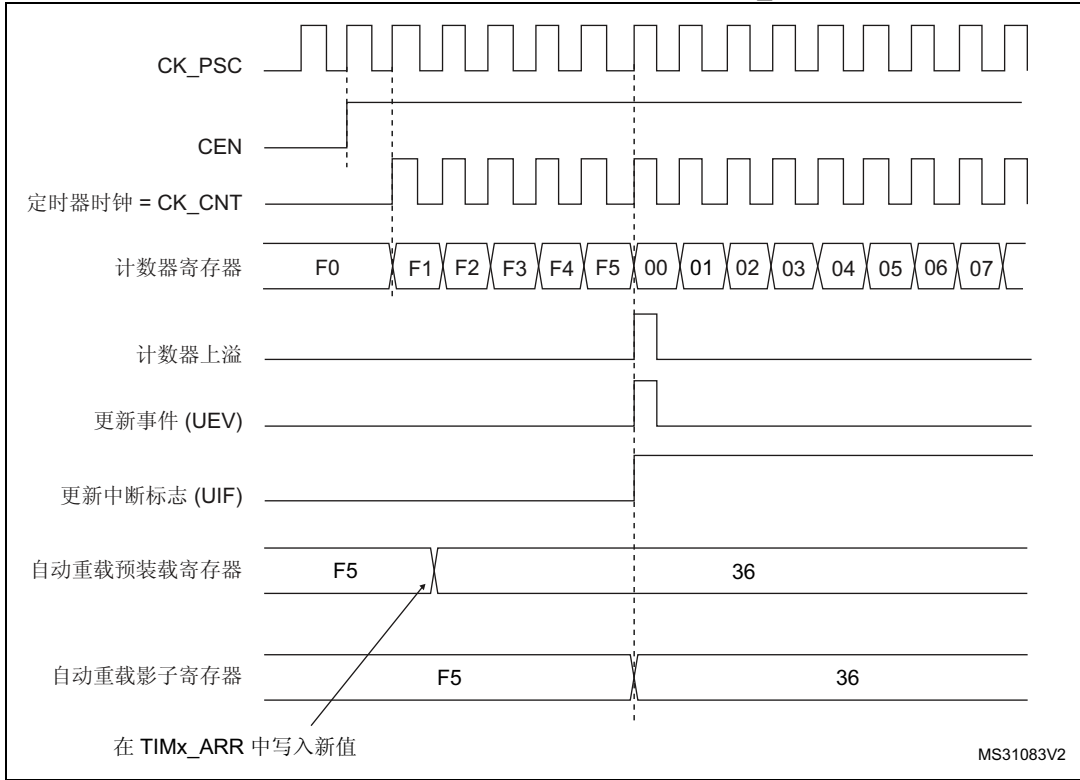 CK_PSC
CEN
定时器时钟 = CK_CNT
计数器寄存器 F0 F1 F2 F3 F4 F5 00 01 02 03 04 05 06 07
计数器上溢
更新事件 (UEV)
更新中断标志 (UIF)
自动重载预装载寄存器 F5 36
自动重载影子寄存器 F5 36
在 TIMx_ARR 中写入新值
MS31083V2